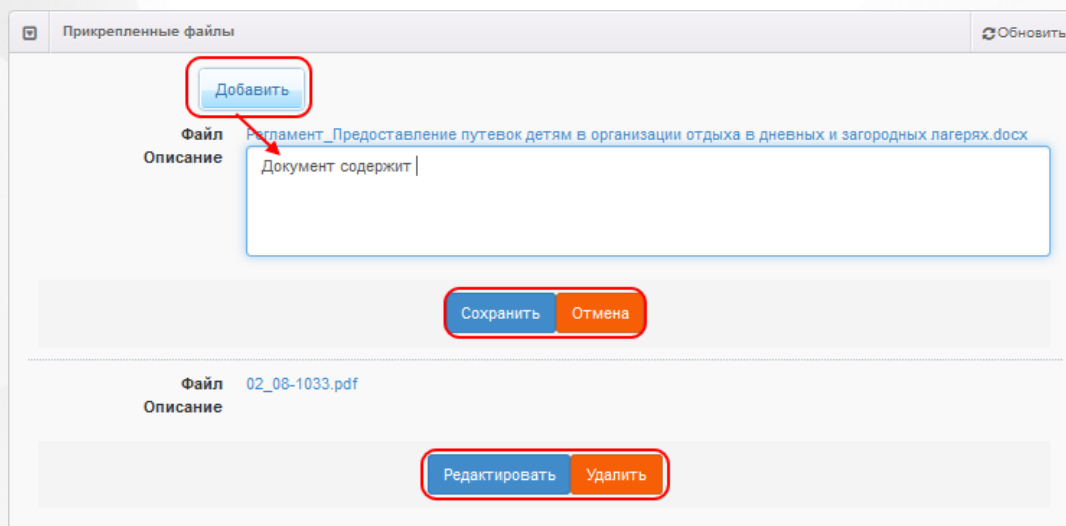 Прикрепленные файлы Обновить
Добавить
Файл Регламент_Предоставление путевок детям в организации отдыха в дневных и загородных лагерях.docx
Описание Документ содержит
Сохранить Отмена
Файл 02_08-1033.pdf
Описание
Редактировать Удалить